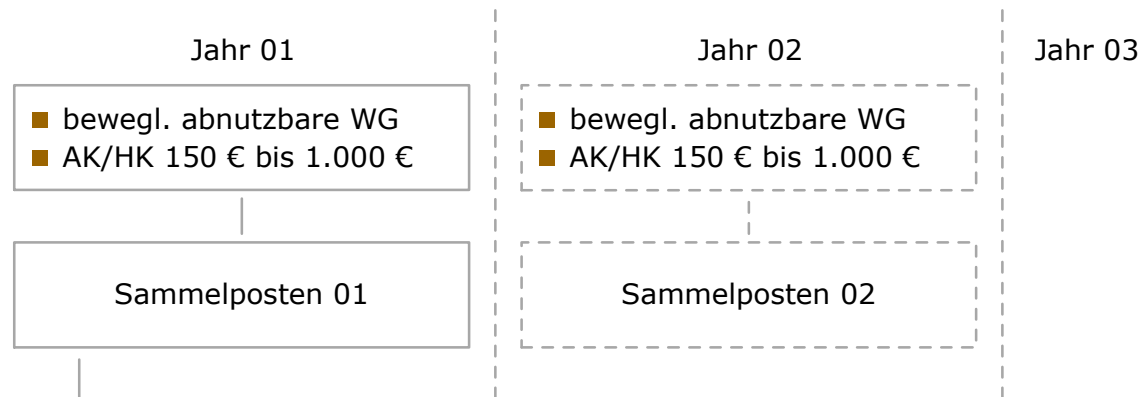 Jahr 01
Jahr 02
Jahr 03
bewegl. abnutzbare WG
AK/HK 150 € bis 1.000 €
bewegl. abnutzbare WG
AK/HK 150 € bis 1.000 €
Sammelposten 01
Sammelposten 02